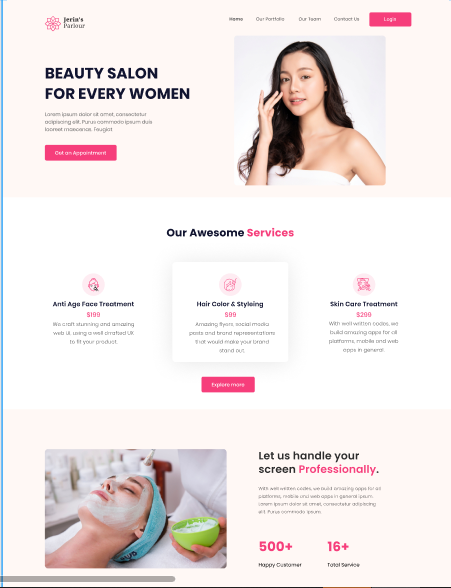 Jerin's
Parlour
Home Our Portfolio Our Team Contact Us Login
BEAUTY SALON
FOR EVERY WOMEN
Lorem ipsum dolor sit amet, consectetur
adipiscing elit. Purus commodo ipsum duis
laoreet maecenas. Feugiat
Get an Appointment
Our Awesome Services
Anti Age Face Treatment
$199
We craft stunning and amazing
web UI, using a well drrafted UX
to fit your product.
Hair Color & Styleing
$99
Amazing flyers, social media
posts and brand representations
that would make your brand
stand out.
Skin Care Treatment
$299
With well written codes, we
build amazing apps for all
platforms, mobile and web
apps in general.
Explore more
Let us handle your
screen Professionally.
With well written codes, we build amazing apps for all
platforms, mobile and web apps in general ipsum.
Lorem ipsum dolor sit amet, consectetur adipiscing
elit. Purus commodo ipsum.
500+ 16+
Happy Customer Total Service